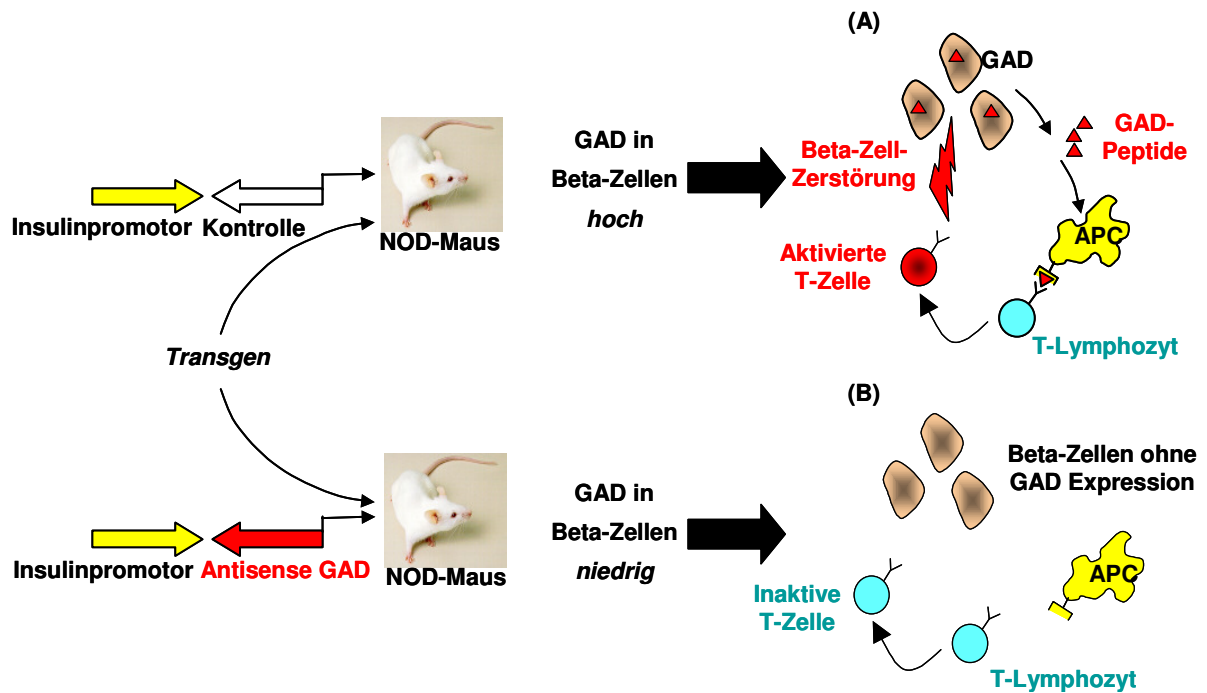 (A)
GAD
GAD in
Beta-Zellen
hoch
Beta-Zell-
Zerstörung
GAD-
Peptide
Insulinpromotor Kontrolle
NOD-Maus
APC
Aktivierte
T-Zelle
T-Lymphozyt
Transgen
(B)
Beta-Zellen ohne
GAD Expression
GAD in
Beta-Zellen
niedrig
Insulinpromotor Antisense GAD
NOD-Maus
APC
Inaktive
T-Zelle
T-Lymphozyt